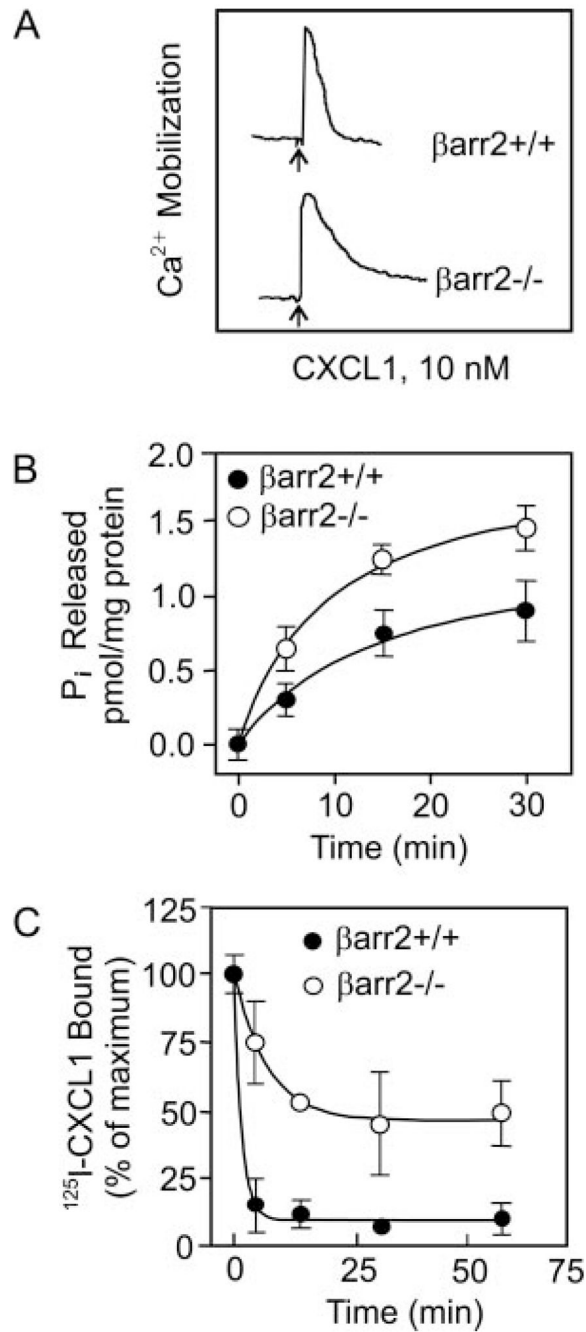 A
Ca2+ Mobilization
βarr2+/+
βarr2-/-
CXCL1, 10 nM
B
Pi Released
pmol/mg protein
2.0
1.5
1.0
0.5
0.0
βarr2+/+
βarr2-/-
0 10 20 30
Time (min)
C
125I-CXCL1 Bound
(% of maximum)
125
100
75
50
25
0
βarr2+/+
βarr2-/-
0 25 50 75
Time (min)